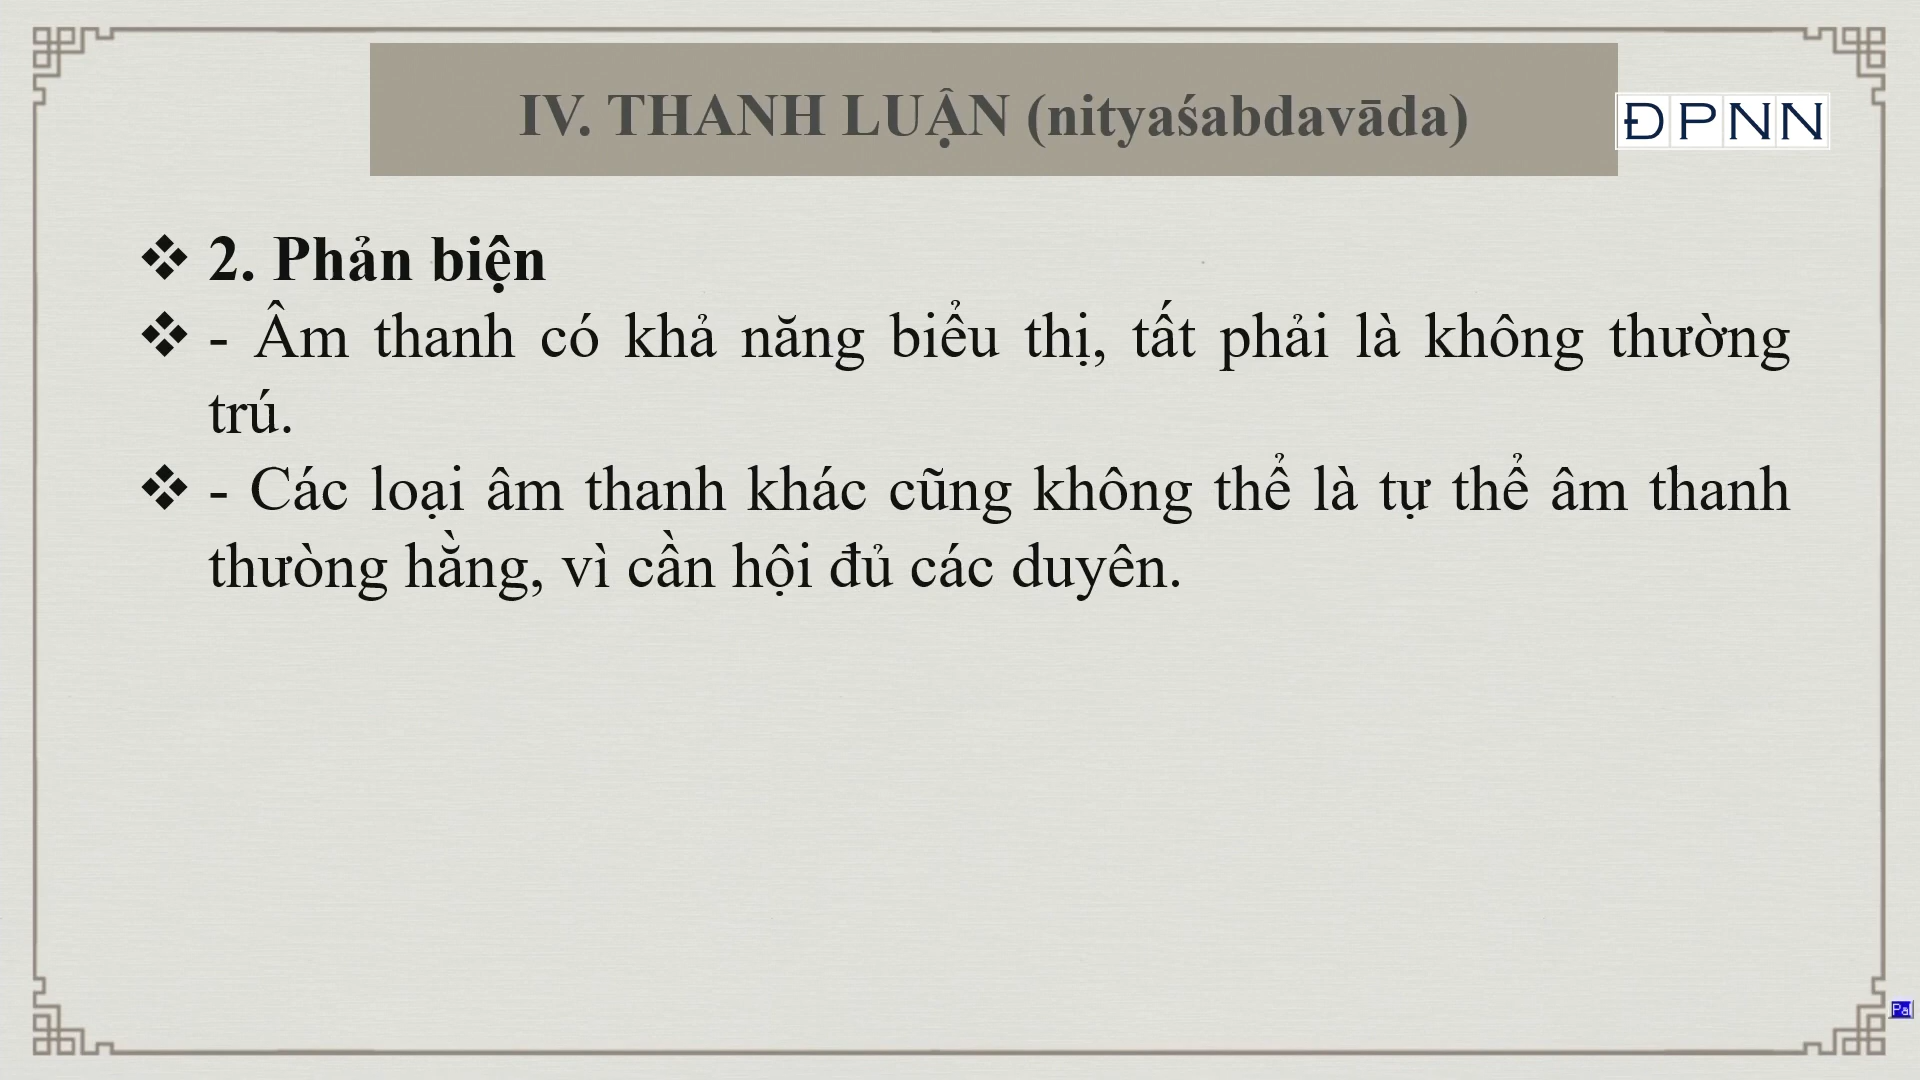 IV. THANH LUẬN (nityaśabdavāda)
ĐPNN
2. Phản biện
- Âm thanh có khả năng biểu thị, tất phải là không thường
trú.
- Các loại âm thanh khác cũng không thể là tự thể âm thanh
thưòng hằng, vì cần hội đủ các duyên.